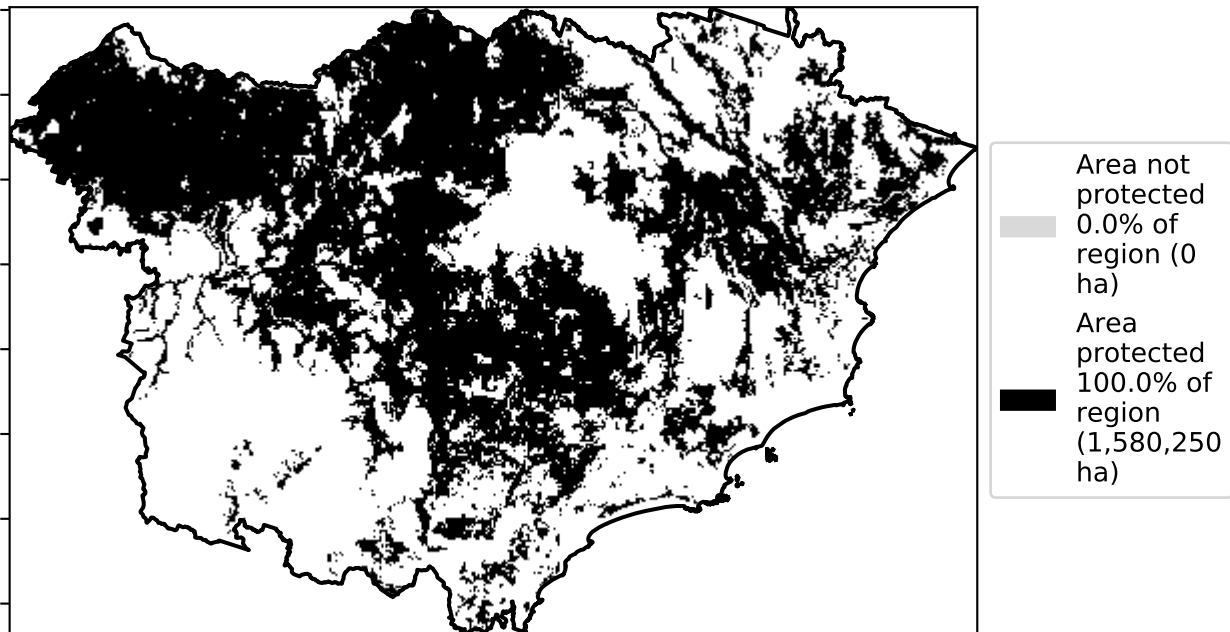 Area not
protected
0.0% of
region (0
ha)
Area
protected
100.0% of
region
(1,580,250
ha)